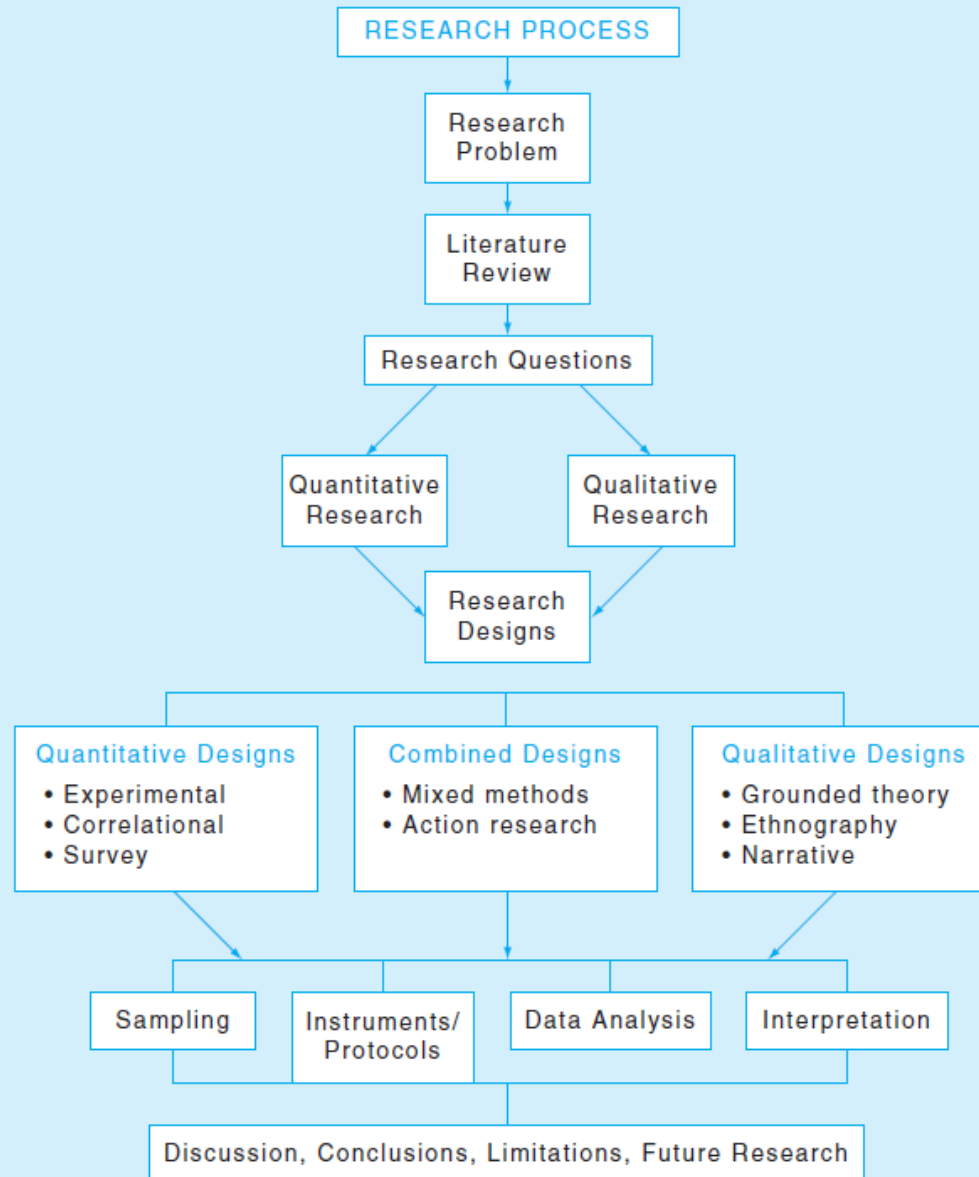 RESEARCH PROCESS
Research
Problem
Literature
Review
Research Questions
Quantitative
Research
Qualitative
Research
Research
Designs
Quantitative Designs
• Experimental
• Correlational
• Survey
Combined Designs
• Mixed methods
• Action research
Qualitative Designs
• Grounded theory
• Ethnography
• Narrative
Sampling
Instruments/
Protocols
Data Analysis
Interpretation
Discussion, Conclusions, Limitations, Future Research